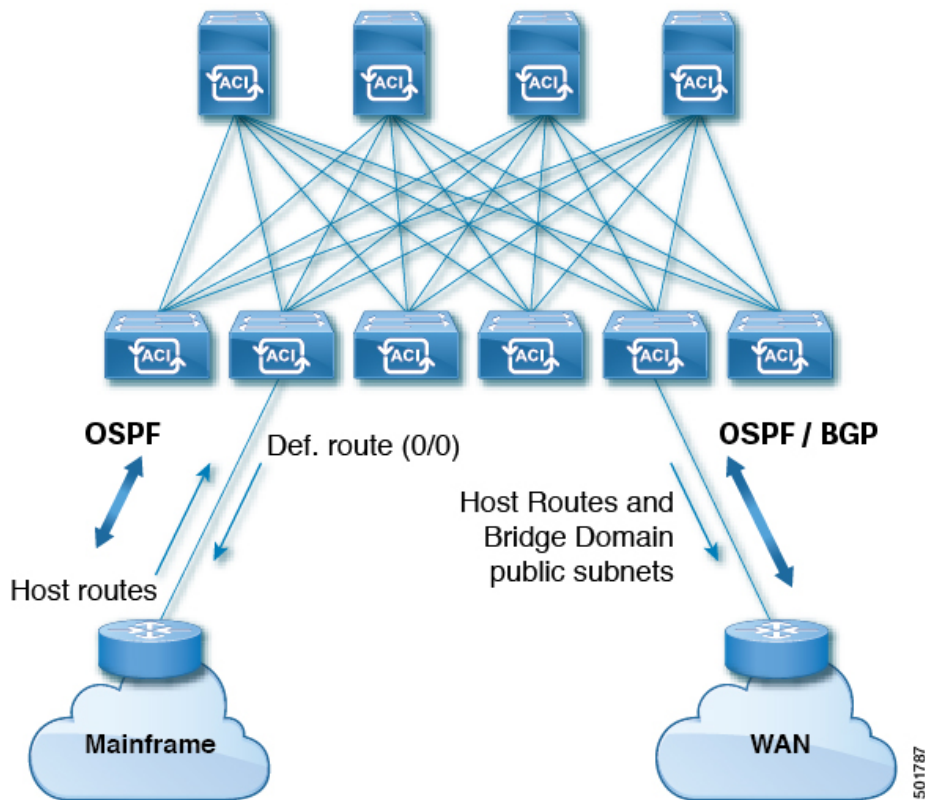 ACI
ACI
ACI
ACI
ACI
ACI
ACI
ACI
ACI
ACI
OSPF
Def. route (0/0)
OSPF / BGP
Host Routes and
Bridge Domain
public subnets
Host routes
Mainframe
WAN
501787